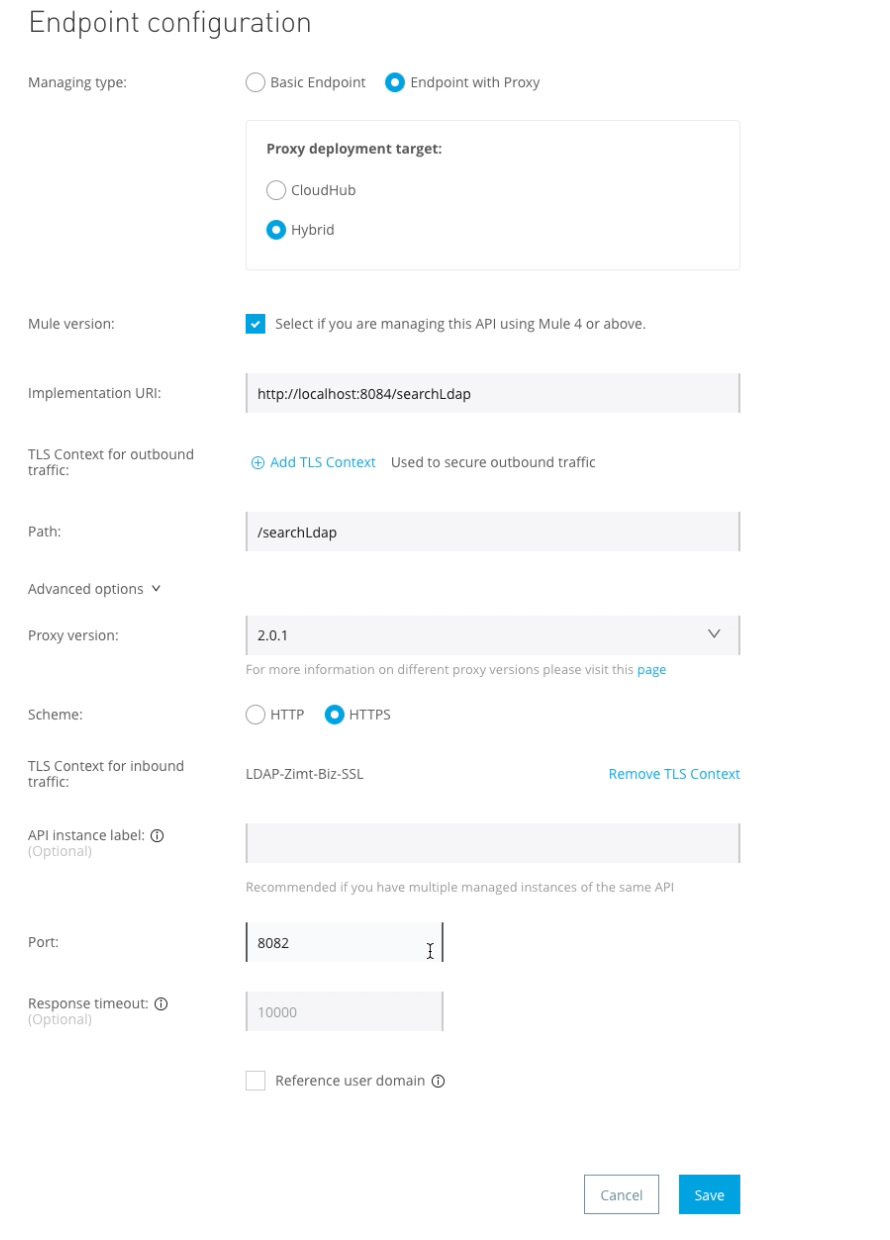 Endpoint configuration
Managing type:
Basic Endpoint
Endpoint with Proxy
Proxy deployment target:
CloudHub
Hybrid
Mule version:
Select if you are managing this API using Mule 4 or above.
Implementation URI:
http://localhost:8084/searchLdap
TLS Context for outbound
traffic:
Add TLS Context
Used to secure outbound traffic
Path:
/searchLdap
Advanced options
Proxy version:
2.0.1
For more information on different proxy versions please visit this page
Scheme:
HTTP
HTTPS
TLS Context for inbound
traffic:
LDAP-Zimt-Biz-SSL
Remove TLS Context
API instance label:
(Optional)
Recommended if you have multiple managed instances of the same API
Port:
8082
Response timeout:
(Optional)
10000
Reference user domain
Cancel
Save